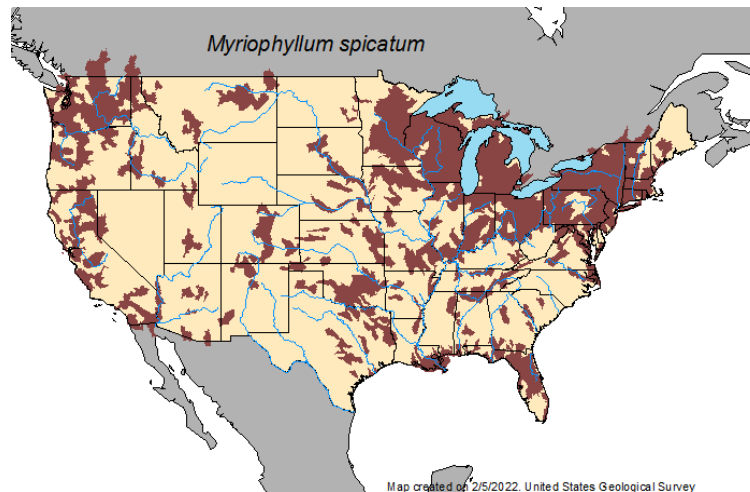 Myriophyllum spicatum
Map created on 2/5/2022. United States Geological Survey